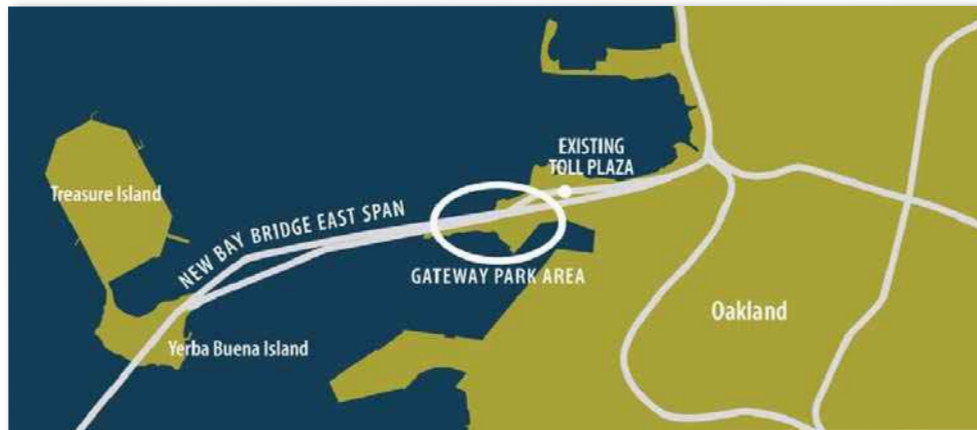 EXISTING
TOLL PLAZA
Treasure Island
NEW BAY BRIDGE EAST SPAN
GATEWAY PARK AREA
Oakland
Yerba Buena Island